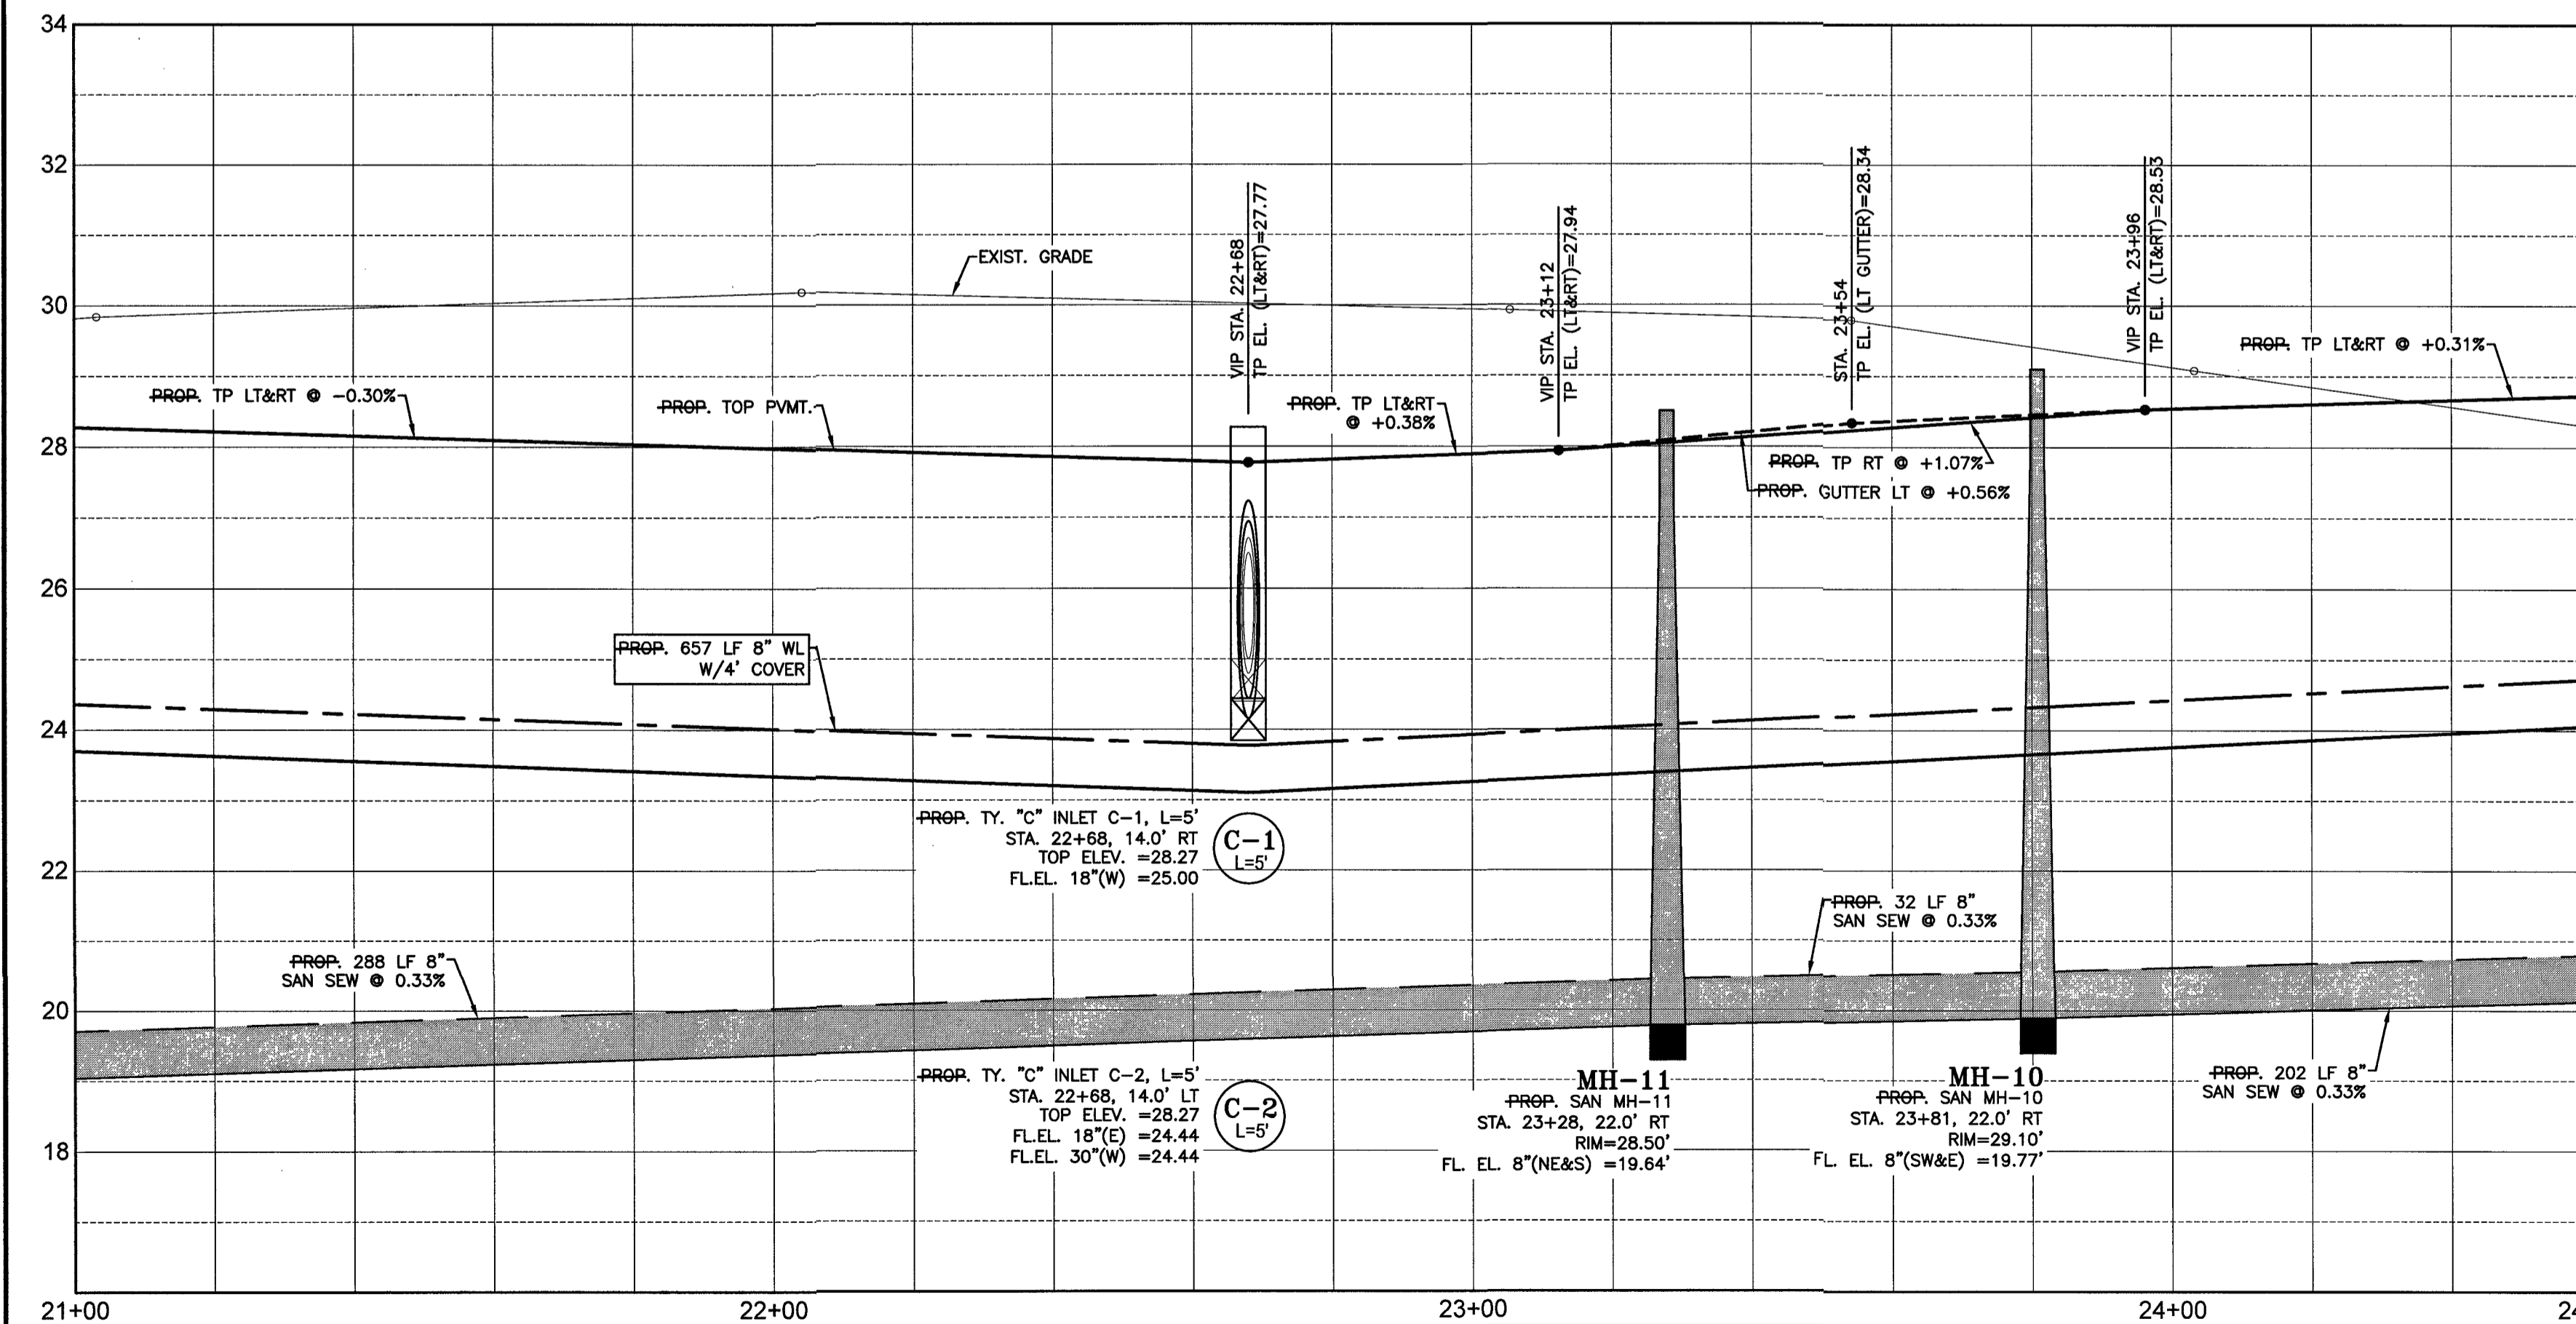 34
32
30
28
26
24
22
20
18
EXIST. GRADE
VIP STA. 22+68
TP EL. (LT&RT)=27.77
VIP STA. 23+12
TP EL. (LT&RT)=27.94
STA. 23+54
TP EL. (LT GUTTER)=28.34
VIP STA. 23+96
TP EL. (LT&RT)=28.53
PROP. TP LT&RT @ +0.31%
PROP. TP LT&RT @ -0.30%
PROP. TOP PVMT.
PROP. TP LT&RT
@ +0.38%
PROP. TP RT @ +1.07%
PROP. GUTTER LT @ +0.56%
PROP. 657 LF 8" WL
W/4' COVER
PROP. TY. "C" INLET C-1, L=5'
STA. 22+68, 14.0' RT
TOP ELEV. =28.27
FL.EL. 18"(W) =25.00
C-1
L=5'
PROP. 32 LF 8"
SAN SEW @ 0.33%
PROP. 288 LF 8"
SAN SEW @ 0.33%
PROP. TY. "C" INLET C-2, L=5'
STA. 22+68, 14.0' LT
TOP ELEV. =28.27
FL.EL. 18"(E) =24.44
FL.EL. 30"(W) =24.44
C-2
L=5'
MH-11
PROP. SAN MH-11
STA. 23+28, 22.0' RT
RIM=28.50'
FL. EL. 8"(NE&S) =19.64'
MH-10
PROP. SAN MH-10
STA. 23+81, 22.0' RT
RIM=29.10'
FL. EL. 8"(SW&E) =19.77'
PROP. 202 LF 8"
SAN SEW @ 0.33%
21+00
22+00
23+00
24+00